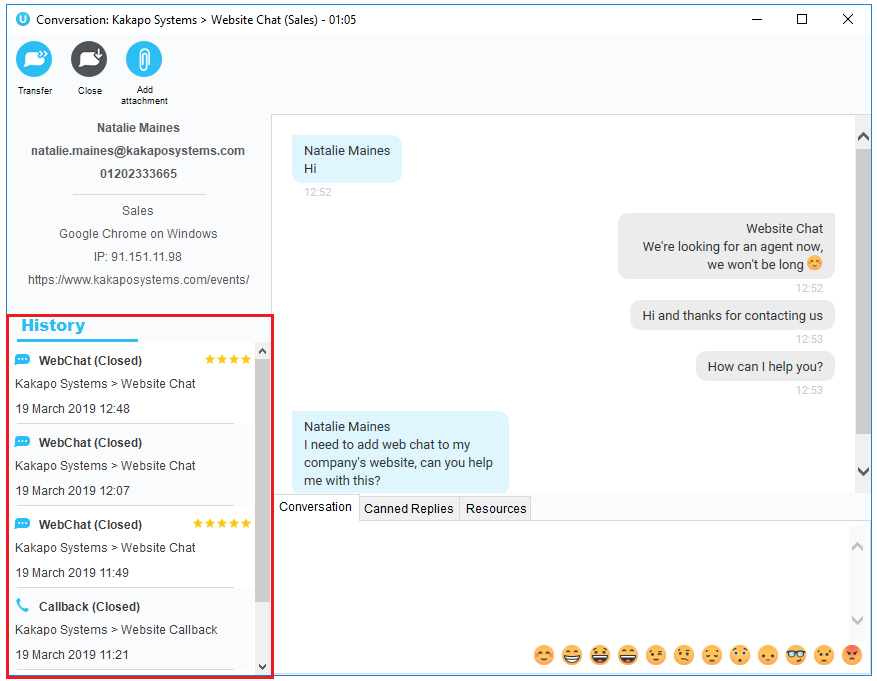 Conversation: Kakapo Systems > Website Chat (Sales) - 01:05
Transfer
Close
Add
attachment
Natalie Maines
natalie.maines@kakaposystems.com
01202333665
Sales
Google Chrome on Windows
IP: 91.151.11.98
https://www.kakaposystems.com/events/
History
WebChat (Closed)
Kakapo Systems > Website Chat
19 March 2019 12:48
WebChat (Closed)
Kakapo Systems > Website Chat
19 March 2019 12:07
WebChat (Closed)
Kakapo Systems > Website Chat
19 March 2019 11:49
Callback (Closed)
Kakapo Systems > Website Callback
19 March 2019 11:21
Natalie Maines
Hi
12:52
Website Chat
We're looking for an agent now,
we won't be long 😊
12:52
Hi and thanks for contacting us
12:53
How can I help you?
12:53
Natalie Maines
I need to add web chat to my
company's website, can you help
me with this?
Conversation Canned Replies Resources